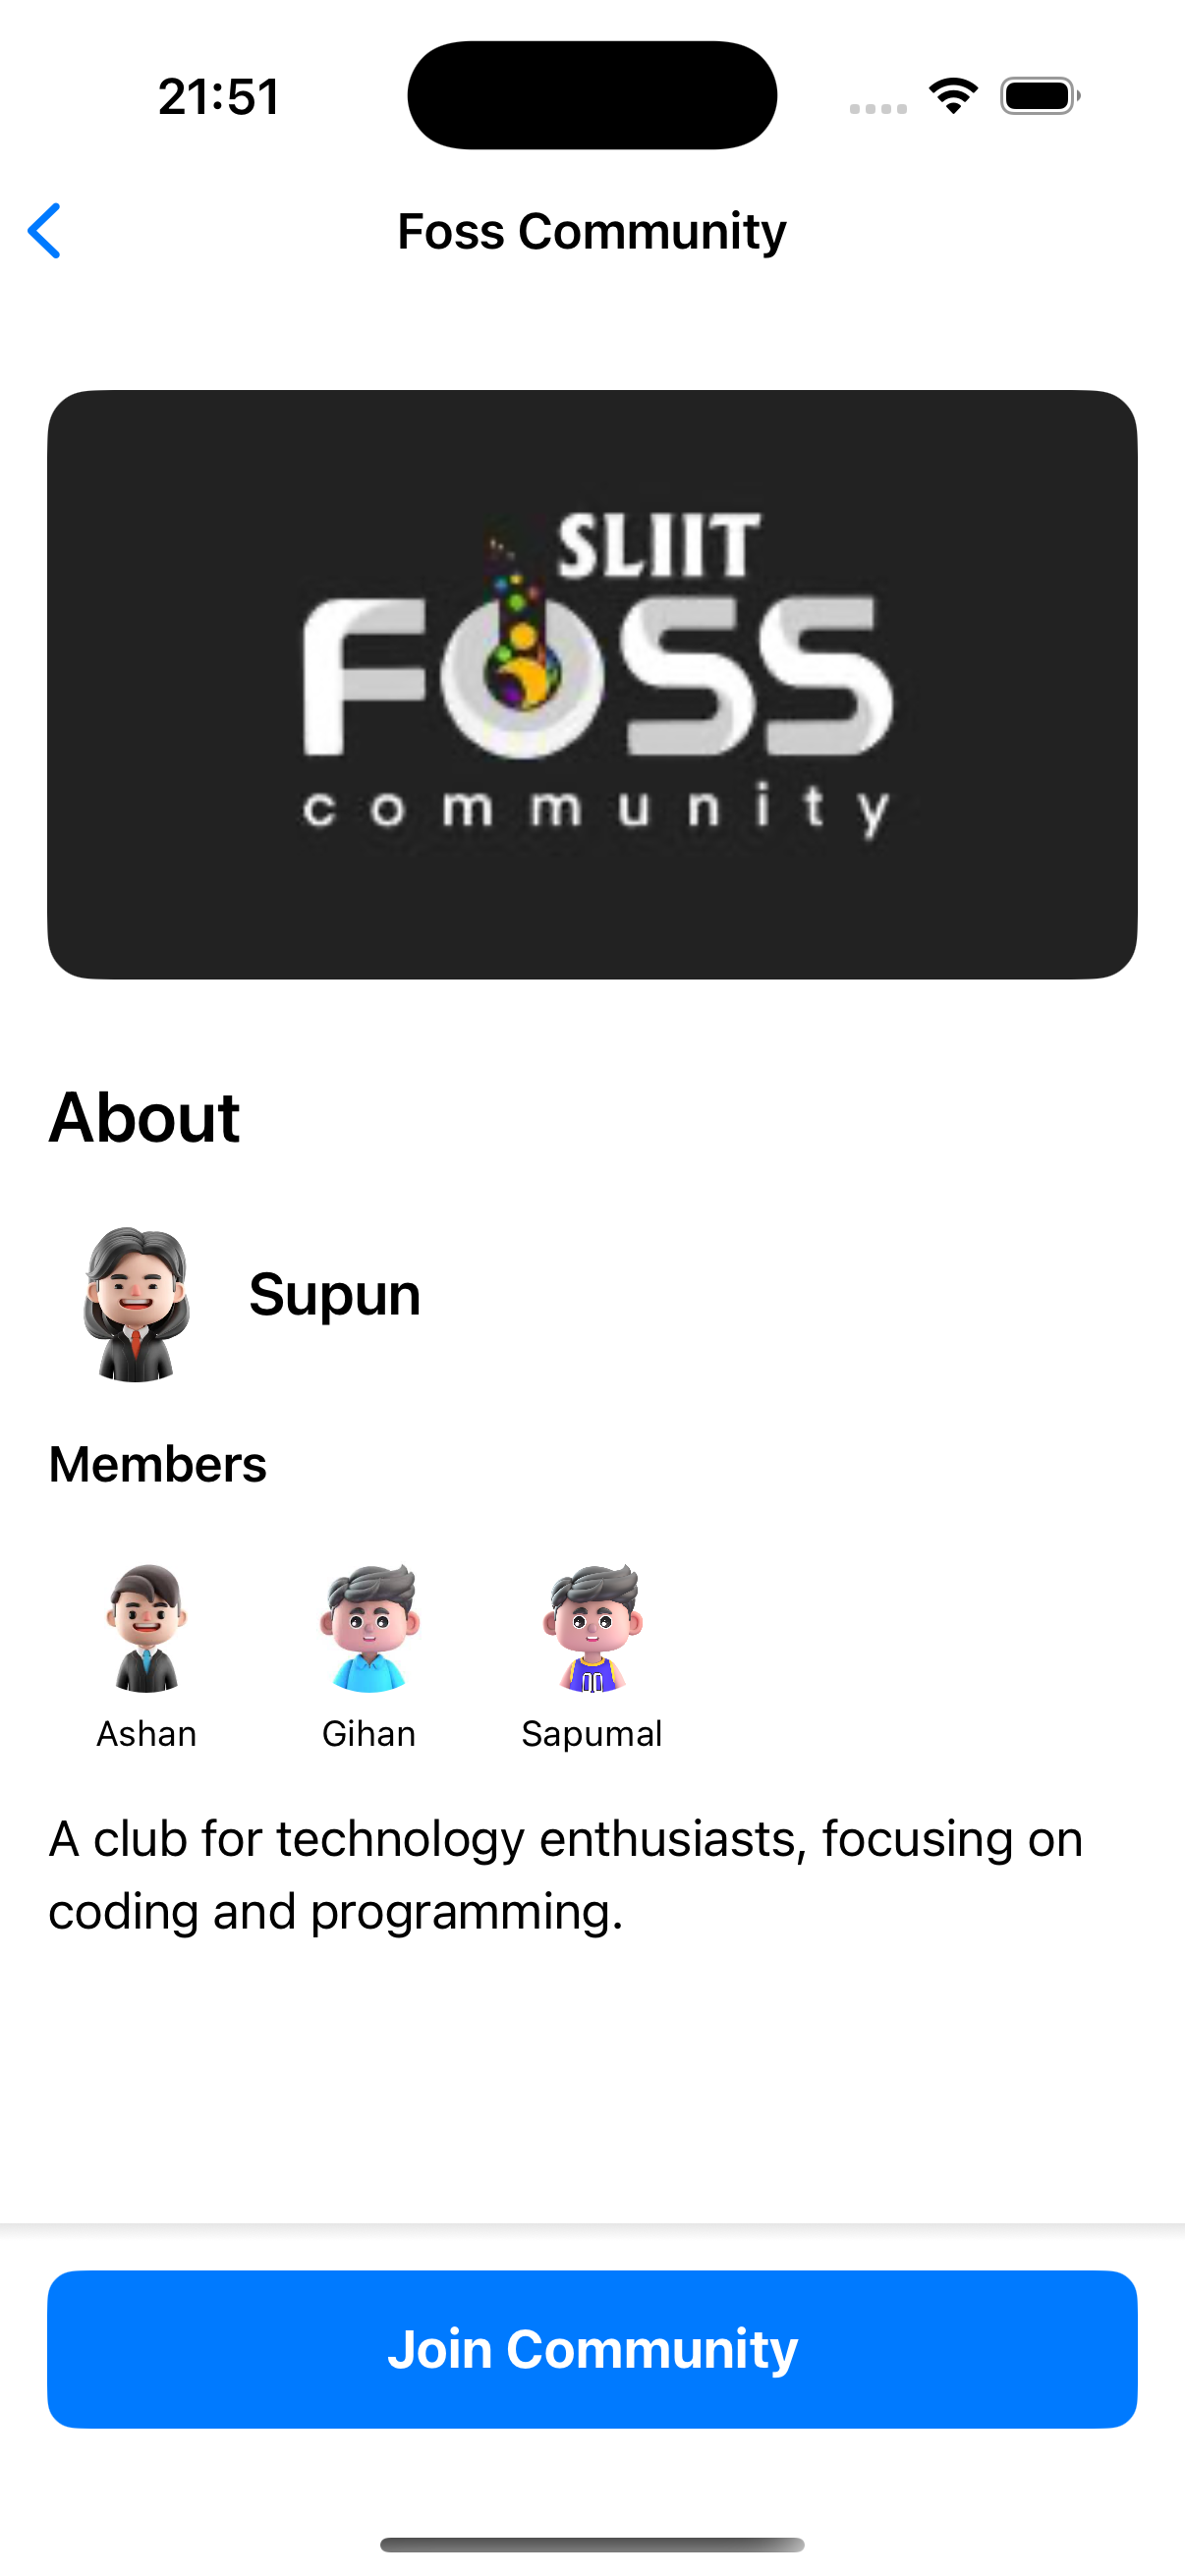 21:51
Foss Community
SLIIT
FOSS
community
About
Supun
Members
Ashan
Gihan
Sapumal
A club for technology enthusiasts, focusing on
coding and programming.
Join Community